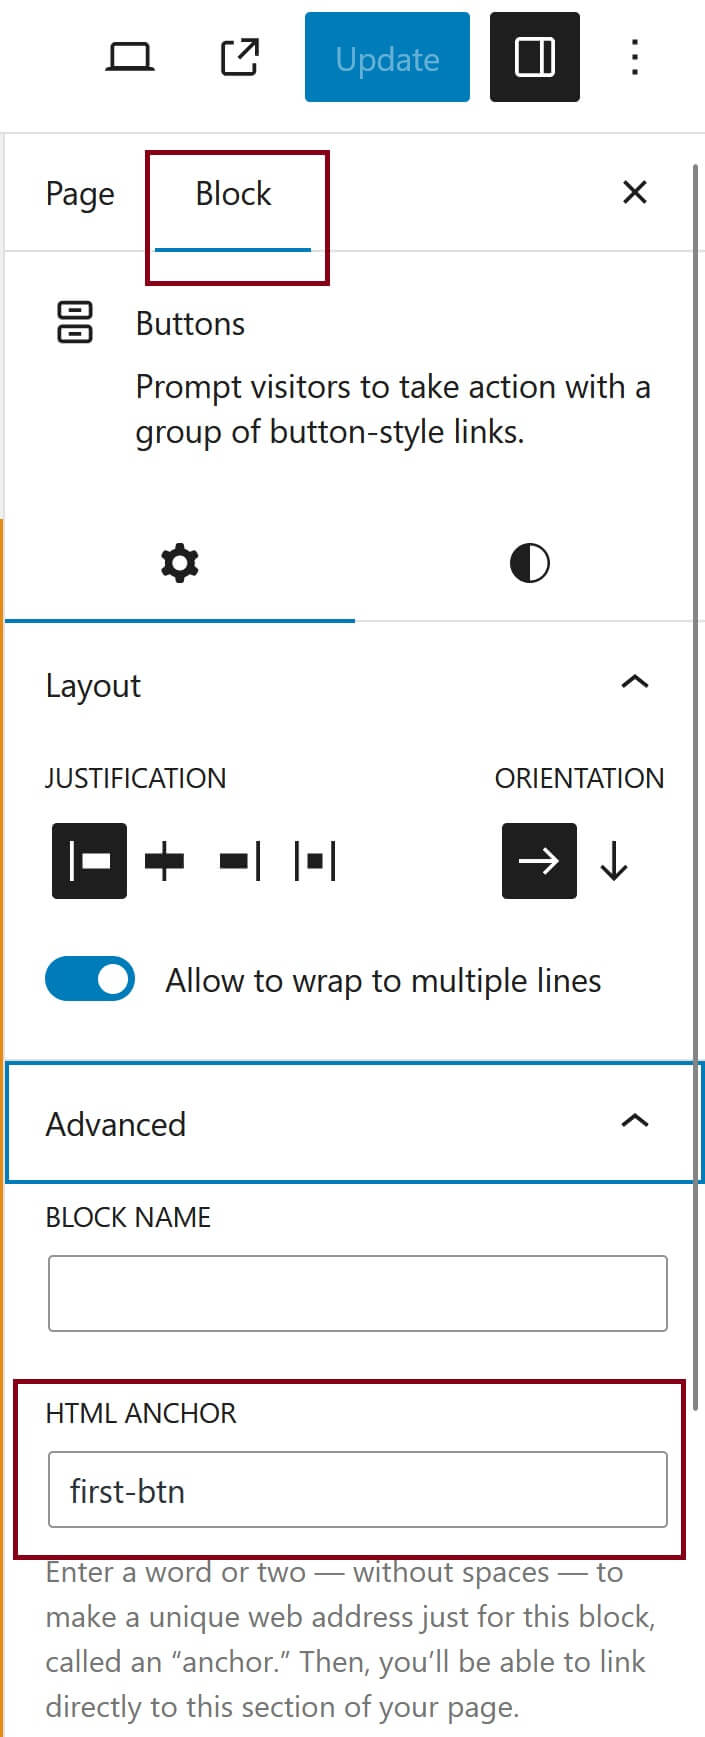 Update
Page
Block
Buttons
Prompt visitors to take action with a
group of button-style links.
Layout
JUSTIFICATION
ORIENTATION
Allow to wrap to multiple lines
Advanced
BLOCK NAME
HTML ANCHOR
first-btn
Enter a word or two — without spaces — to
make a unique web address just for this block,
called an “anchor.” Then, you’ll be able to link
directly to this section of your page.